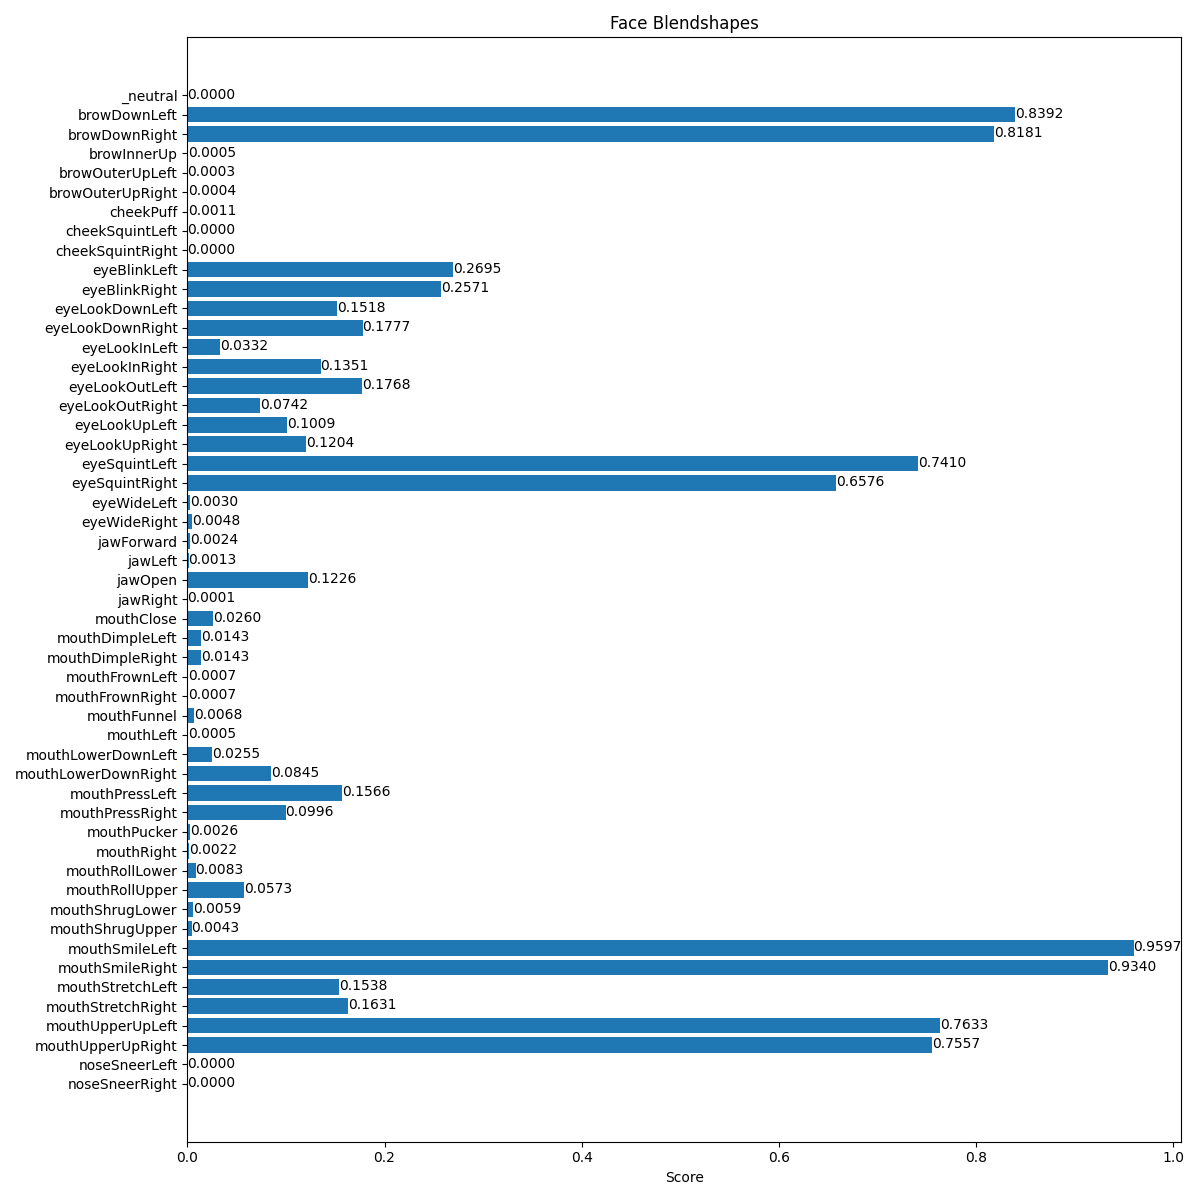 Face Blendshapes
_neutral 0.0000
browDownLeft 0.8392
browDownRight 0.8181
browInnerUp 0.0005
browOuterUpLeft 0.0003
browOuterUpRight 0.0004
cheekPuff 0.0011
cheekSquintLeft 0.0000
cheekSquintRight 0.0000
eyeBlinkLeft 0.2695
eyeBlinkRight 0.2571
eyeLookDownLeft 0.1518
eyeLookDownRight 0.1777
eyeLookInLeft 0.0332
eyeLookInRight 0.1351
eyeLookOutLeft 0.1768
eyeLookOutRight 0.0742
eyeLookUpLeft 0.1009
eyeLookUpRight 0.1204
eyeSquintLeft 0.7410
eyeSquintRight 0.6576
eyeWideLeft 0.0030
eyeWideRight 0.0048
jawForward 0.0024
jawLeft 0.0013
jawOpen 0.1226
jawRight 0.0001
mouthClose 0.0260
mouthDimpleLeft 0.0143
mouthDimpleRight 0.0143
mouthFrownLeft 0.0007
mouthFrownRight 0.0007
mouthFunnel 0.0068
mouthLeft 0.0005
mouthLowerDownLeft 0.0255
mouthLowerDownRight 0.0845
mouthPressLeft 0.1566
mouthPressRight 0.0996
mouthPucker 0.0026
mouthRight 0.0022
mouthRollLower 0.0083
mouthRollUpper 0.0573
mouthShrugLower 0.0059
mouthShrugUpper 0.0043
mouthSmileLeft 0.9597
mouthSmileRight 0.9340
mouthStretchLeft 0.1538
mouthStretchRight 0.1631
mouthUpperUpLeft 0.7633
mouthUpperUpRight 0.7557
noseSneerLeft 0.0000
noseSneerRight 0.0000
0.0 0.2 0.4 0.6 0.8 1.0
Score